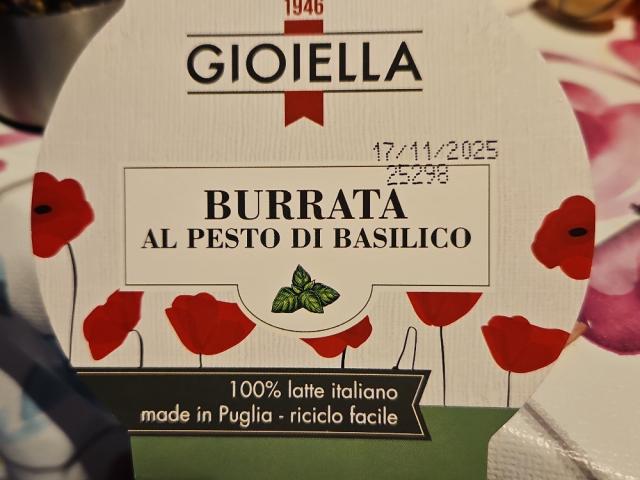 1946
GIOIELLA
17/11/2025
25298
BURRATA
AL PESTO DI BASILICO
100% latte italiano
made in Puglia - riciclo facile